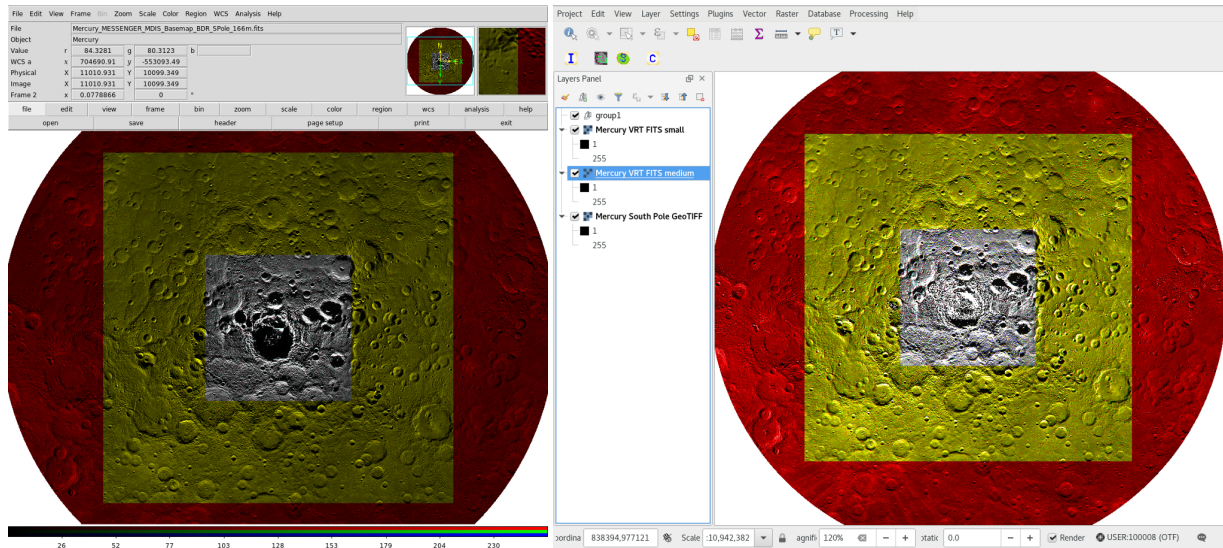 File Edit View Frame Bin Zoom Scale Color Region WCS Analysis Help
File Mercury_MESSENGER_MDIS_Basemap_BDR_SPole_166m.fits
Object Mercury
Value r 84.3281 g 80.3123 b
WCS a x 704690.91 y -553093.49
Physical X 11010.931 Y 10099.349
Image X 11010.931 Y 10099.349
Frame 2 x 0.0778866 0 °
N
E X
Y
file edit view frame bin zoom scale color region wcs analysis help
open save header page setup print exit
26 52 77 103 128 153 179 204 230
Project Edit View Layer Settings Plugins Vector Raster Database Processing Help
Σ T
I S C
Layers Panel
group1
Mercury VRT FITS small
1
255
Mercury VRT FITS medium
1
255
Mercury South Pole GeoTIFF
1
255
oordina 838394,977121 Scale :10,942,382 agnifi 120% otatic 0.0 Render USER:100008 (OTF)